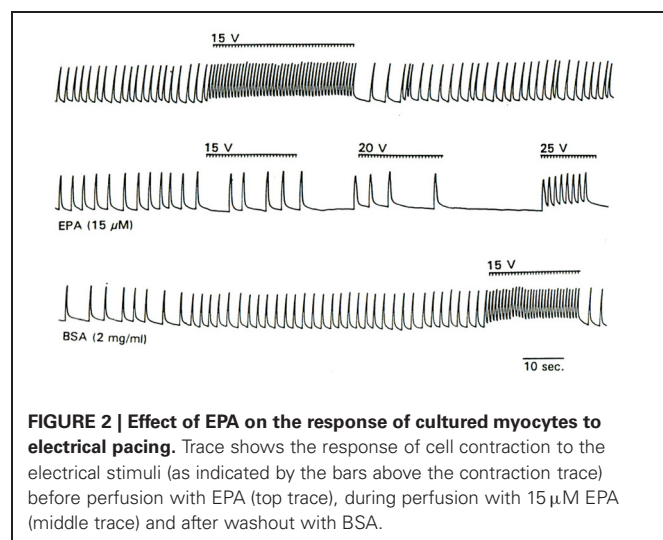 15 V
15 V
20 V
25 V
EPA (15 μM)
15 V
BSA (2 mg/ml)
10 sec.
FIGURE 2 | Effect of EPA on the response of cultured myocytes to
electrical pacing. Trace shows the response of cell contraction to the
electrical stimuli (as indicated by the bars above the contraction trace)
before perfusion with EPA (top trace), during perfusion with 15 μM EPA
(middle trace) and after washout with BSA.